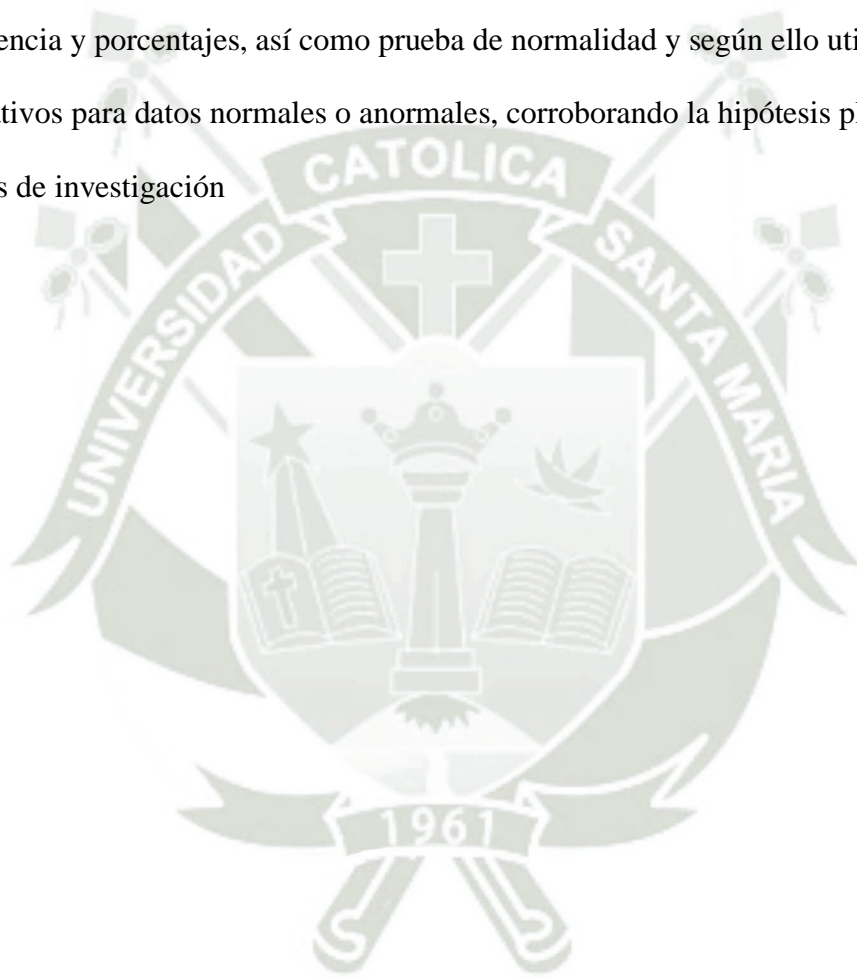 encia y porcentajes, así como prueba de normalidad y según ello uti
tivos para datos normales o anormales, corroborando la hipótesis pl
s de investigación
UNIVERSIDAD CATOLICA SANTA MARIA
1961